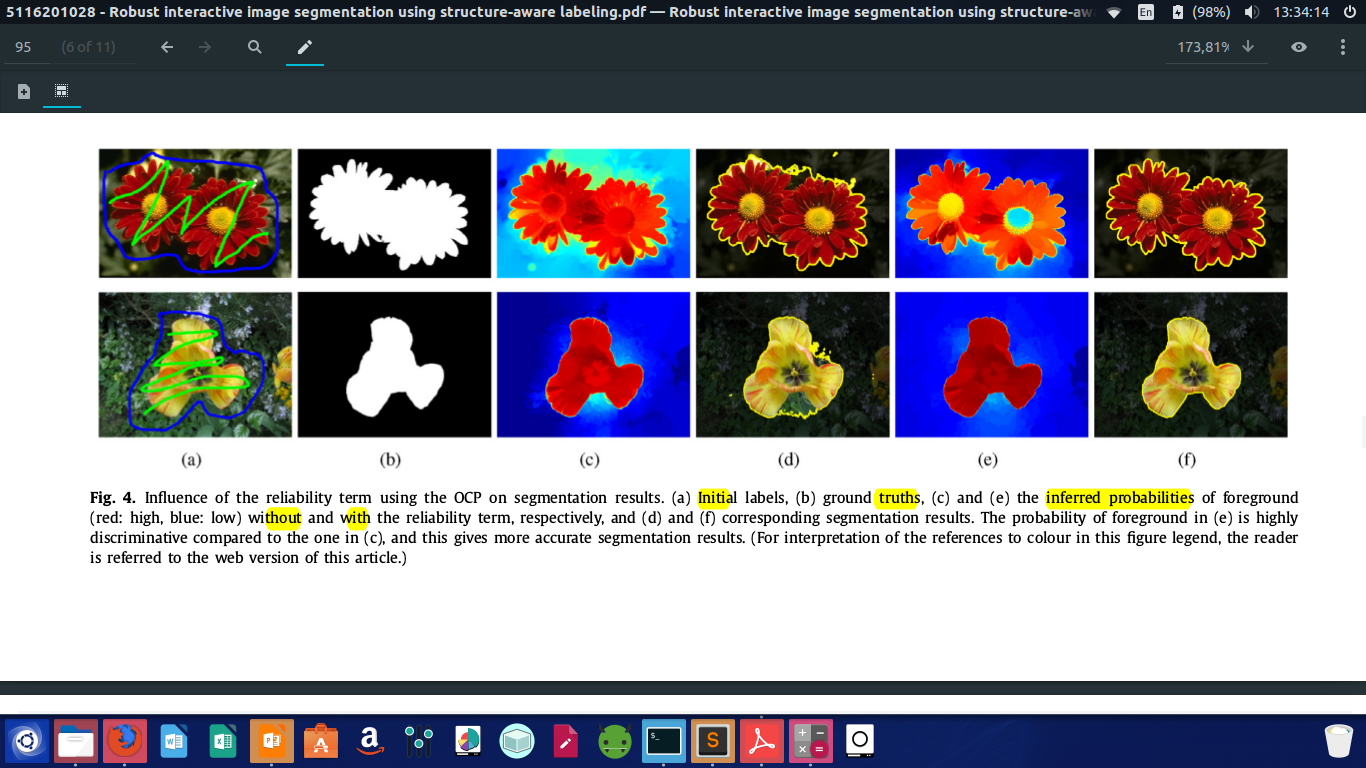 5116201028 - Robust interactive image segmentation using structure-aware labeling.pdf — Robust interactive image segmentation using structure-aw
En
(98%)
13:34:14
95
(6 of 11)
173,81%
(a)
(b)
(c)
(d)
(e)
(f)
Fig. 4. Influence of the reliability term using the OCP on segmentation results. (a) Initial labels, (b) ground truths, (c) and (e) the inferred probabilities of foreground
(red: high, blue: low) without and with the reliability term, respectively, and (d) and (f) corresponding segmentation results. The probability of foreground in (e) is highly
discriminative compared to the one in (c), and this gives more accurate segmentation results. (For interpretation of the references to colour in this figure legend, the reader
is referred to the web version of this article.)
W
X
P
A
a
$_
S
+ − × =